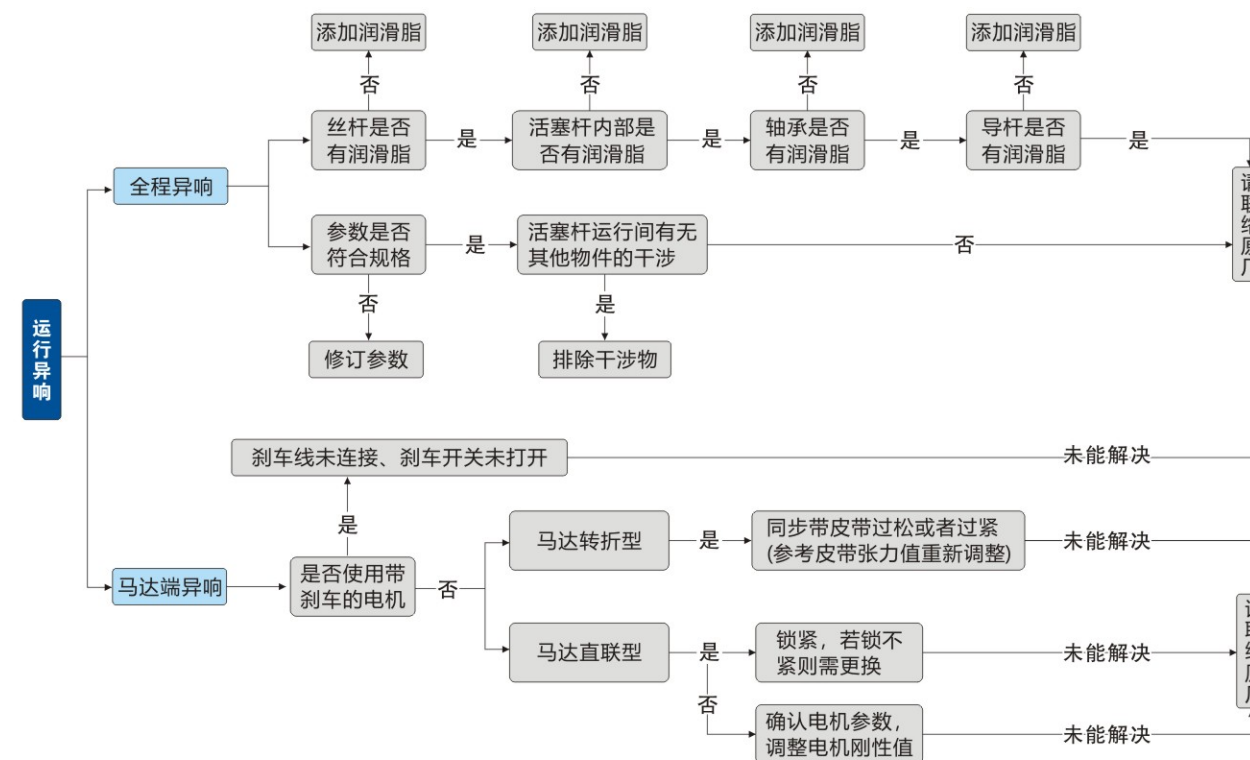 添加润滑脂
添加润滑脂
添加润滑脂
添加润滑脂
否
否
否
否
丝杆是否
有润滑脂
是
活塞杆内部是
否有润滑脂
是
轴承是否
有润滑脂
是
导杆是否
有润滑脂
是
全程异响
参数是否
符合规格
是
活塞杆运行间有无
其他物件的干涉
否
否
是
修订参数
排除干涉物
运行异响
刹车线未连接、刹车开关未打开
未能解决
是
马达转折型
是
同步带皮带过松或者过紧
(参考皮带张力值重新调整)
未能解决
马达端异响
是否使用带
刹车的电机
否
马达直联型
是
锁紧，若锁不
紧则需更换
未能解决
否
确认电机参数，
调整电机刚性值
未能解决